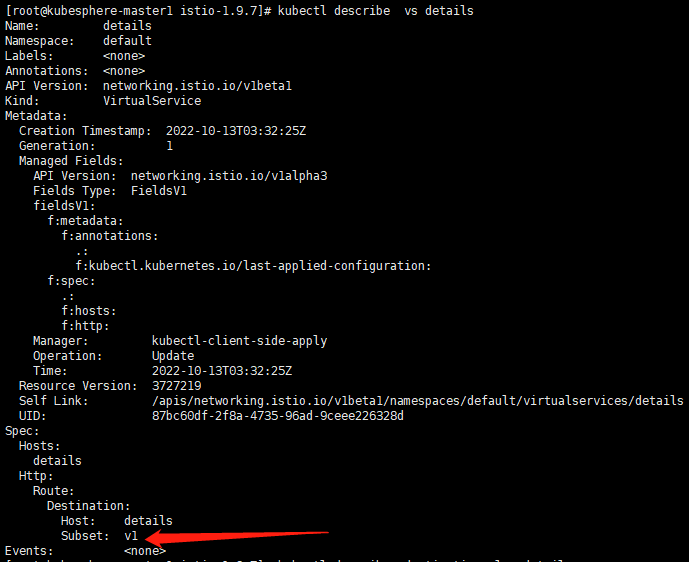 [root@kubesphere-master1 istio-1.9.7]# kubectl describe  vs details
Name:         details
Namespace:    default
Labels:       <none>
Annotations:  <none>
API Version:  networking.istio.io/v1beta1
Kind:         VirtualService
Metadata:
  Creation Timestamp:  2022-10-13T03:32:25Z
  Generation:          1
  Managed Fields:
    API Version:  networking.istio.io/v1alpha3
    Fields Type:  FieldsV1
    fieldsV1:
      f:metadata:
        f:annotations:
          .:
          f:kubectl.kubernetes.io/last-applied-configuration:
      f:spec:
        .:
        f:hosts:
        f:http:
    Manager:         kubectl-client-side-apply
    Operation:       Update
    Time:            2022-10-13T03:32:25Z
  Resource Version:  3727219
  Self Link:         /apis/networking.istio.io/v1beta1/namespaces/default/virtualservices/details
  UID:               87bc60df-2f8a-4735-96ad-9ceee226328d
Spec:
  Hosts:
    details
  Http:
    Route:
      Destination:
        Host:    details
        Subset:  v1
Events:          <none>